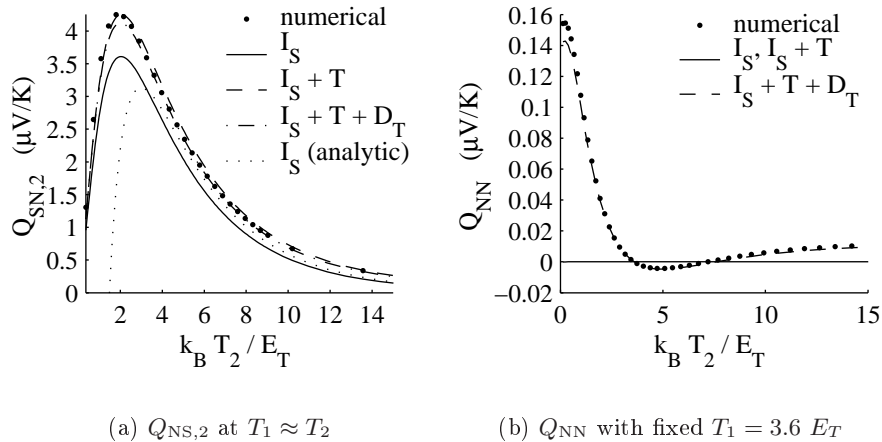 4
3.5
3
2.5
2
1.5
1
0.5
0
Q_SN,2 (μV/K)
numerical
I_S
I_S + T
I_S + T + D_T
I_S (analytic)
2 4 6 8 10 12 14
k_B T_2 / E_T
(a) Q_NS,2 at T_1 ≈ T_2
0.16
0.14
0.12
0.1
0.08
0.06
0.04
0.02
0
−0.02
Q_NN (μV/K)
numerical
I_S, I_S + T
I_S + T + D_T
0 5 10 15
k_B T_2 / E_T
(b) Q_NN with fixed T_1 = 3.6 E_T